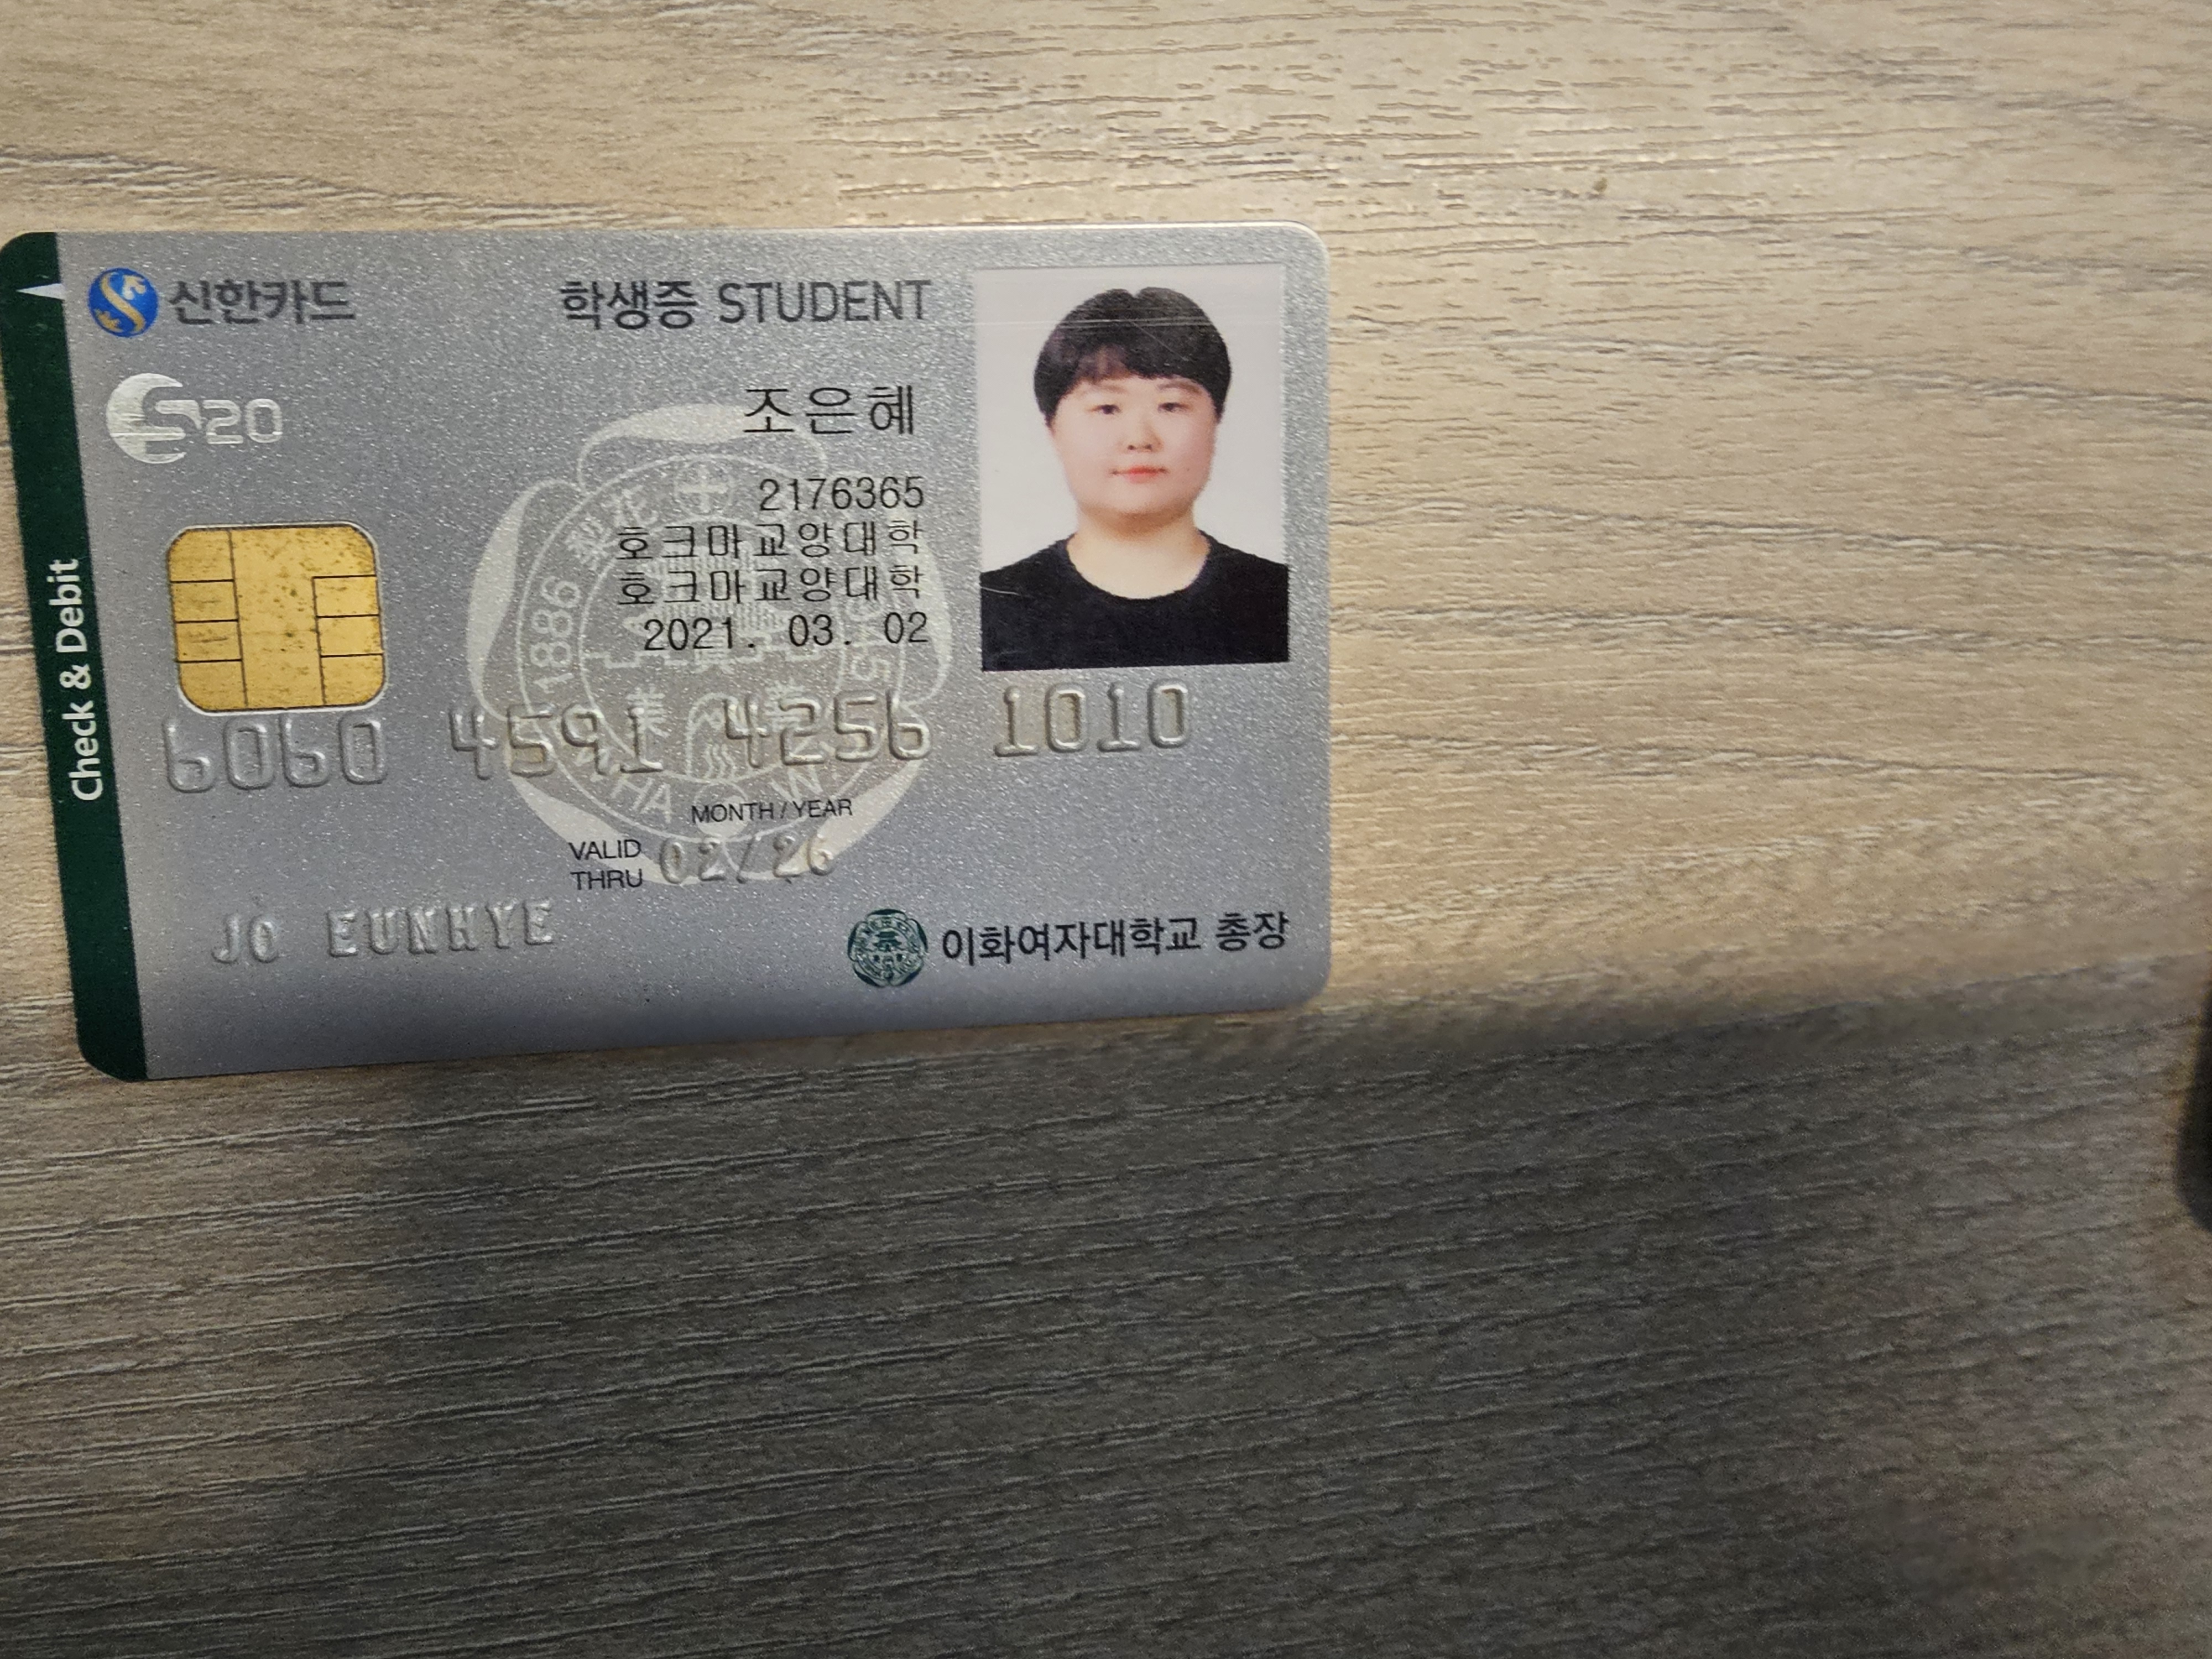 신한카드
학생증 STUDENT
S20
조은혜
2176365
호크마교양대학
호크마교양대학
2021. 03. 02
Check & Debit
1886
6060 4591 4256 1010
MONTH / YEAR
VALID THRU 02/26
JO EUNHYE
이화여자대학교 총장